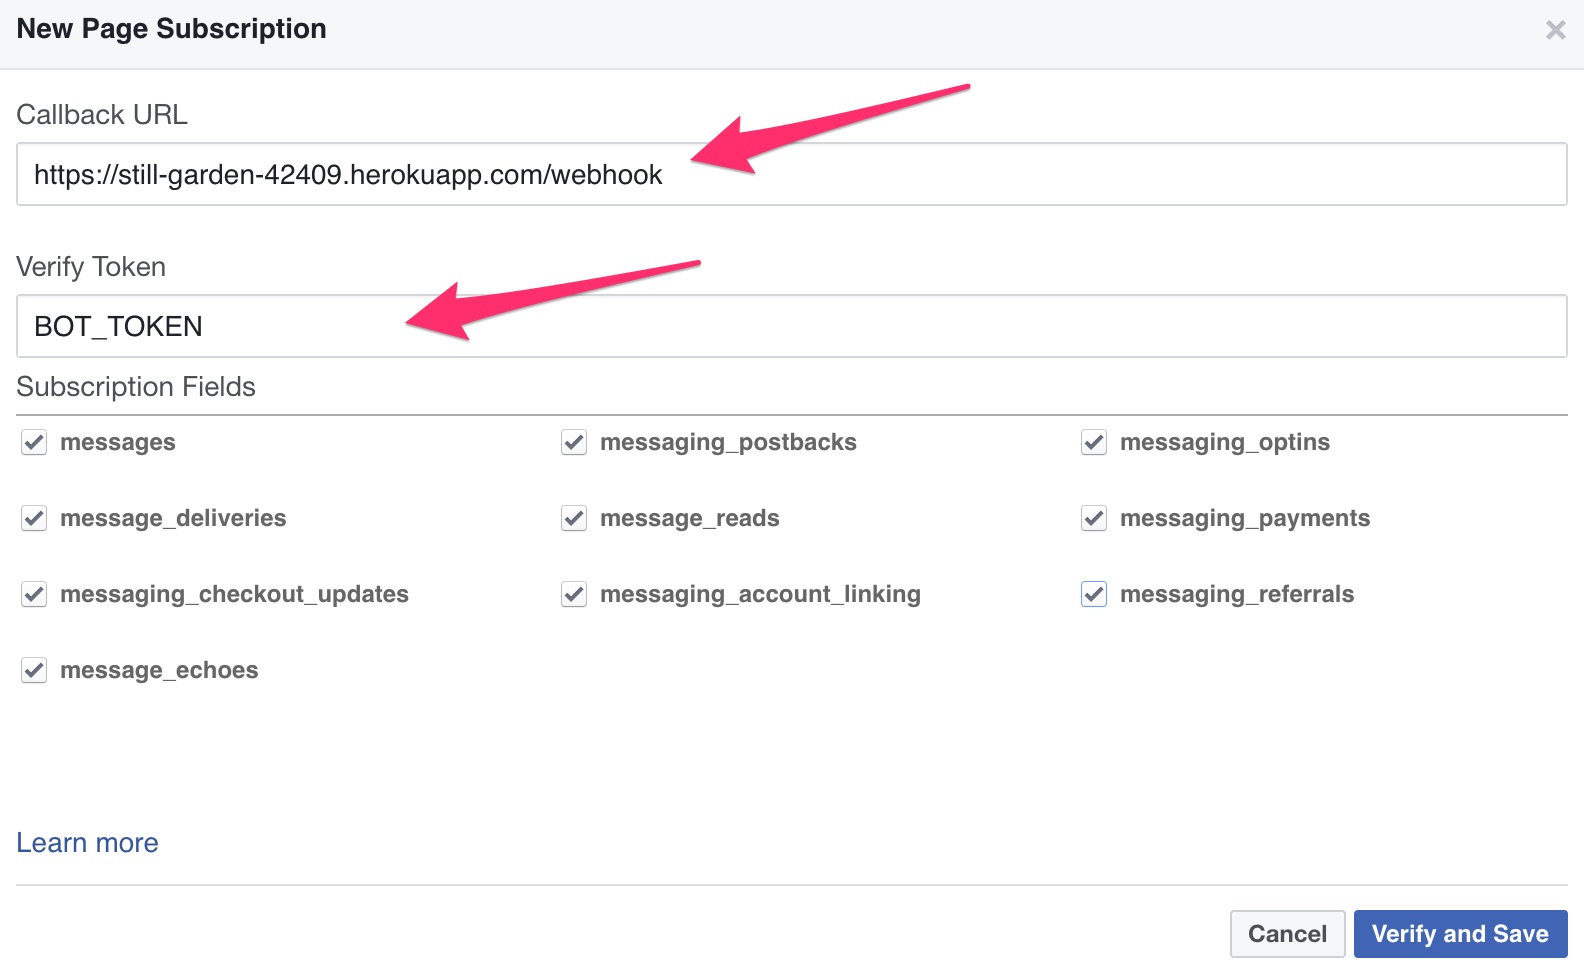 New Page Subscription
Callback URL
https://still-garden-42409.herokuapp.com/webhook
Verify Token
BOT_TOKEN
Subscription Fields
messages messaging_postbacks messaging_optins
message_deliveries message_reads messaging_payments
messaging_checkout_updates messaging_account_linking messaging_referrals
message_echoes
Learn more
Cancel Verify and Save